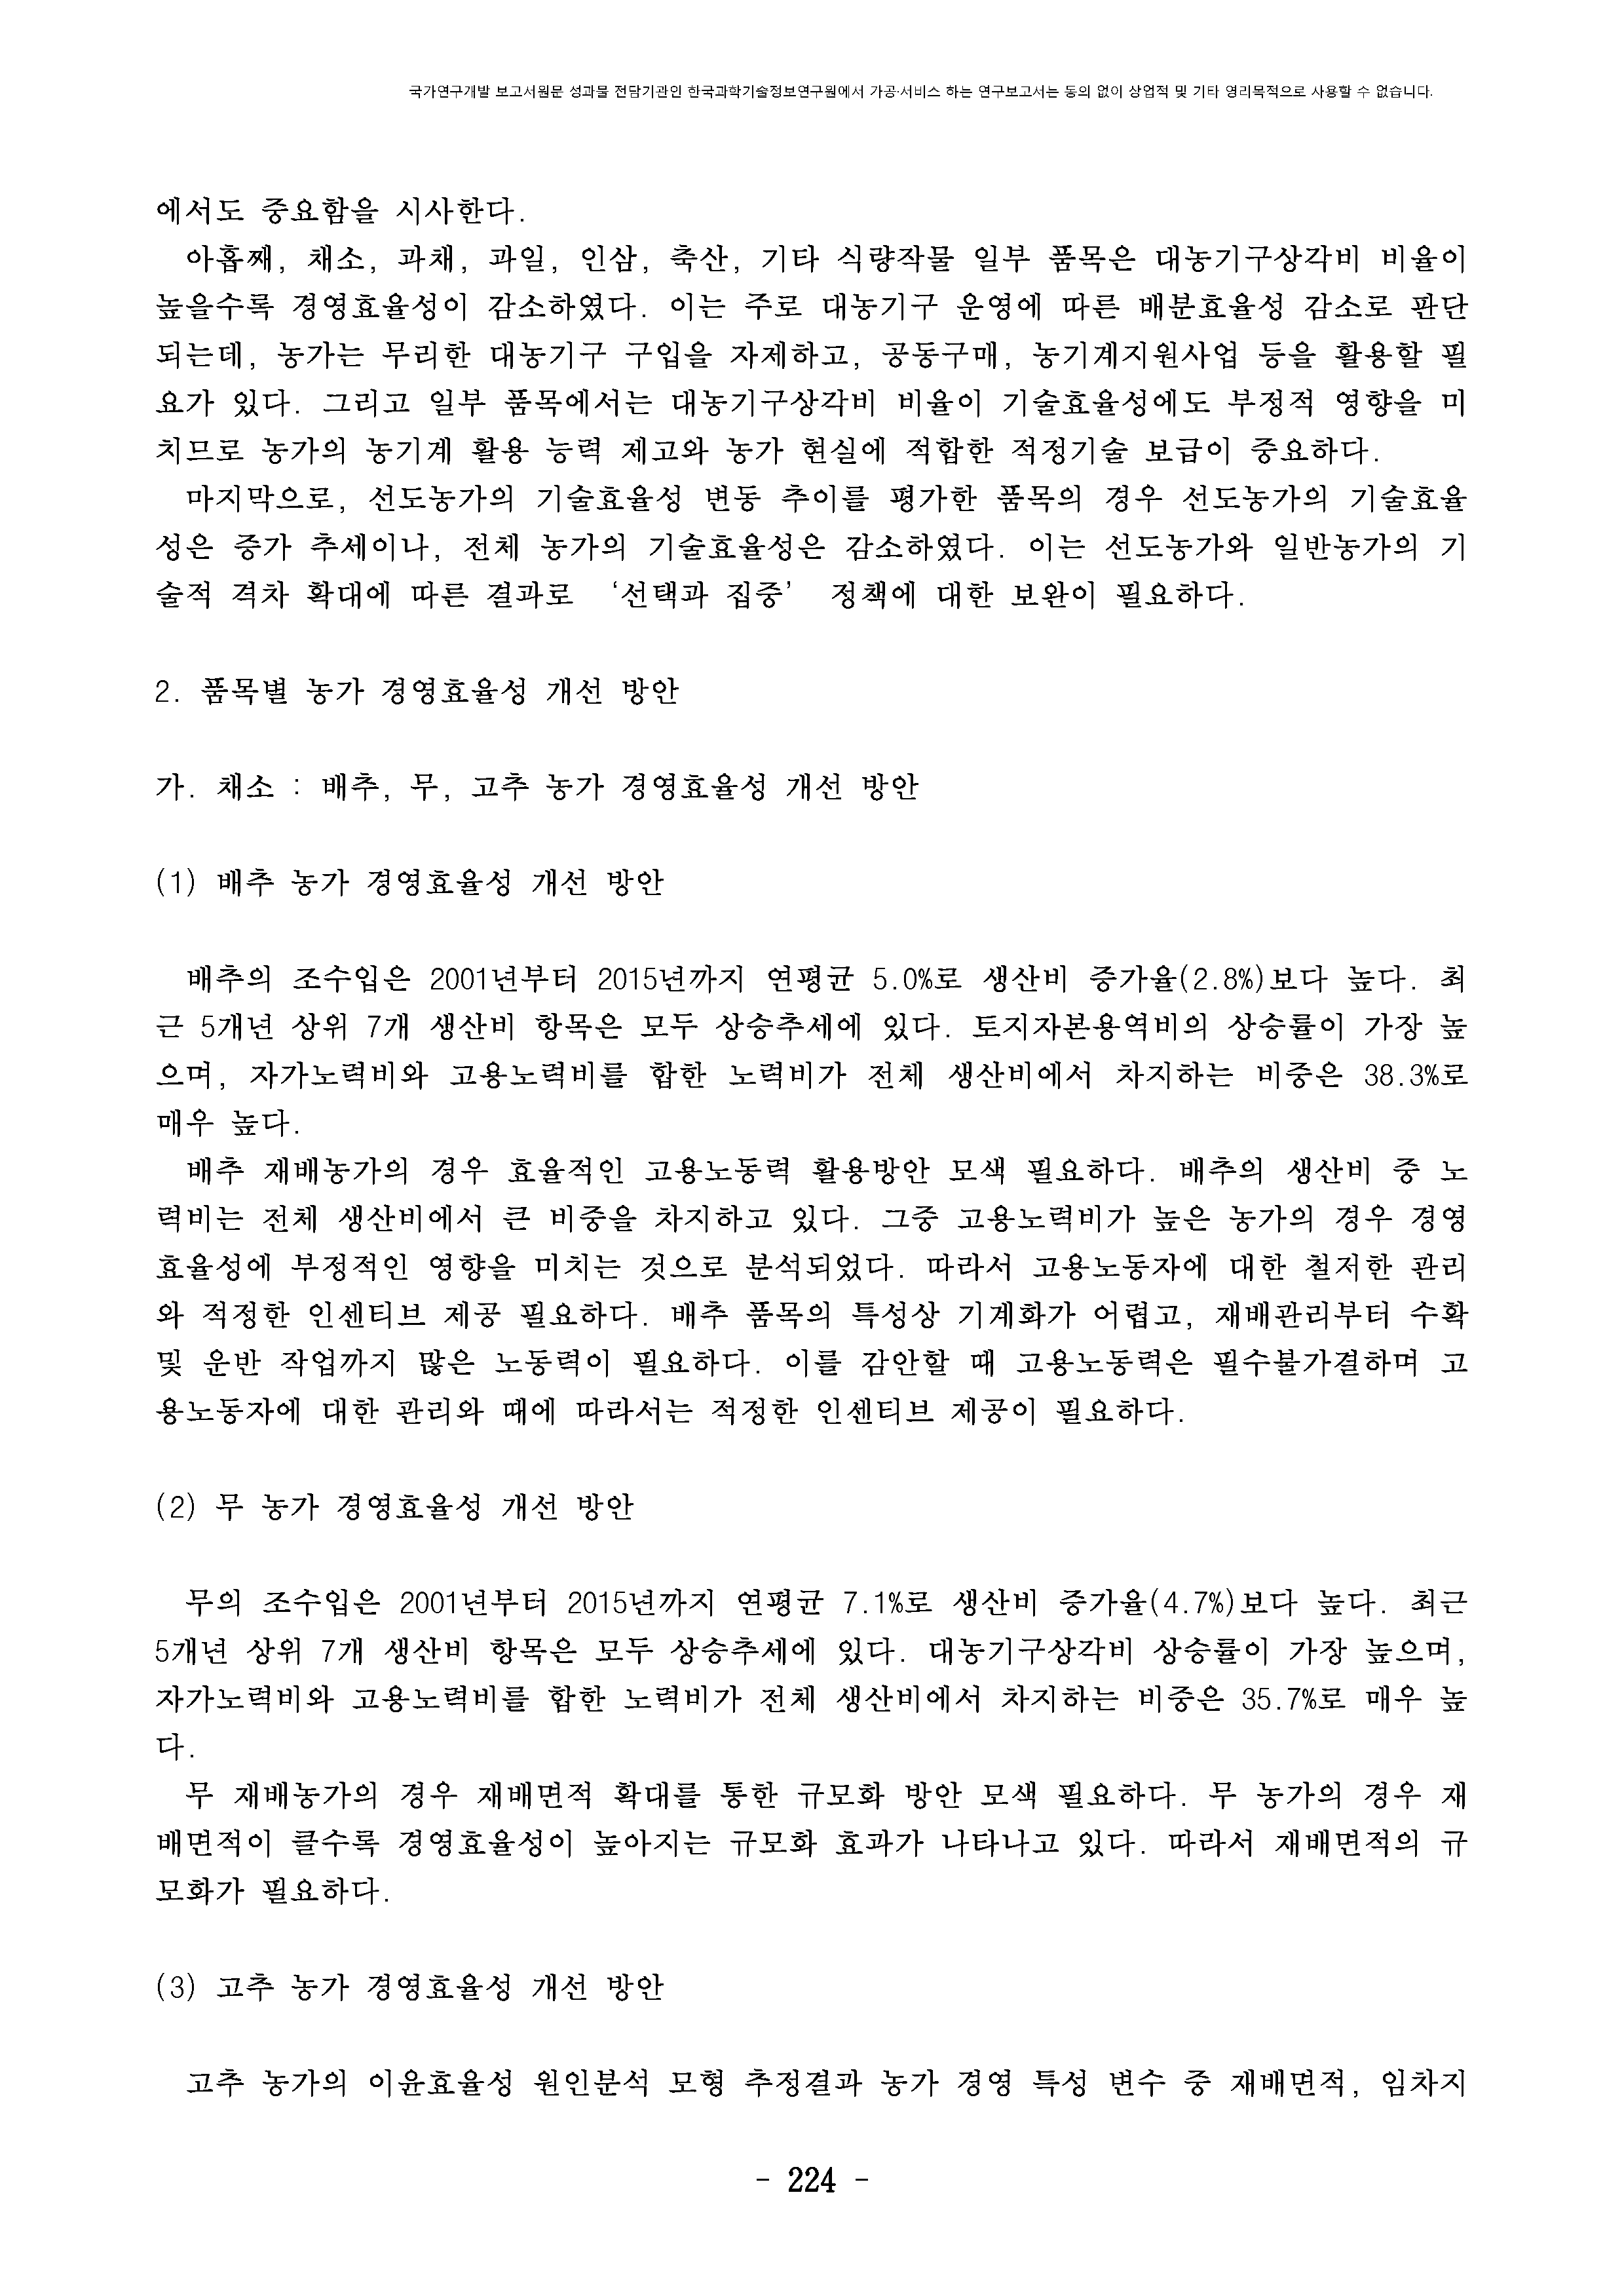 국가연구개발 보고서원문 성과물 전담기관인 한국과학기술정보연구원에서 가공·서비스 하는 연구보고서는 동의 없이 상업적 및 기타 영리목적으로 사용할 수 없습니다.
에서도 중요함을 시사한다.
아홉째, 채소, 과채, 과일, 인삼, 축산, 기타 식량작물 일부 품목은 대농기구상각비 비율이
높을수록 경영효율성이 감소하였다. 이는 주로 대농기구 운영에 따른 배분효율성 감소로 판단
되는데, 농가는 무리한 대농기구 구입을 자제하고, 공동구매, 농기계지원사업 등을 활용할 필
요가 있다. 그리고 일부 품목에서는 대농기구상각비 비율이 기술효율성에도 부정적 영향을 미
치므로 농가의 농기계 활용 능력 제고와 농가 현실에 적합한 적정기술 보급이 중요하다.
마지막으로, 선도농가의 기술효율성 변동 추이를 평가한 품목의 경우 선도농가의 기술효율
성은 증가 추세이나, 전체 농가의 기술효율성은 감소하였다. 이는 선도농가와 일반농가의 기
술적 격차 확대에 따른 결과로 ‘선택과 집중’ 정책에 대한 보완이 필요하다.
2. 품목별 농가 경영효율성 개선 방안
가. 채소 : 배추, 무, 고추 농가 경영효율성 개선 방안
(1) 배추 농가 경영효율성 개선 방안
배추의 조수입은 2001년부터 2015년까지 연평균 5.0%로 생산비 증가율(2.8%)보다 높다. 최
근 5개년 상위 7개 생산비 항목은 모두 상승추세에 있다. 토지자본용역비의 상승률이 가장 높
으며, 자가노력비와 고용노력비를 합한 노력비가 전체 생산비에서 차지하는 비중은 38.3%로
매우 높다.
배추 재배농가의 경우 효율적인 고용노동력 활용방안 모색 필요하다. 배추의 생산비 중 노
력비는 전체 생산비에서 큰 비중을 차지하고 있다. 그중 고용노력비가 높은 농가의 경우 경영
효율성에 부정적인 영향을 미치는 것으로 분석되었다. 따라서 고용노동자에 대한 철저한 관리
와 적정한 인센티브 제공 필요하다. 배추 품목의 특성상 기계화가 어렵고, 재배관리부터 수확
및 운반 작업까지 많은 노동력이 필요하다. 이를 감안할 때 고용노동력은 필수불가결하며 고
용노동자에 대한 관리와 때에 따라서는 적정한 인센티브 제공이 필요하다.
(2) 무 농가 경영효율성 개선 방안
무의 조수입은 2001년부터 2015년까지 연평균 7.1%로 생산비 증가율(4.7%)보다 높다. 최근
5개년 상위 7개 생산비 항목은 모두 상승추세에 있다. 대농기구상각비 상승률이 가장 높으며,
자가노력비와 고용노력비를 합한 노력비가 전체 생산비에서 차지하는 비중은 35.7%로 매우 높
다.
무 재배농가의 경우 재배면적 확대를 통한 규모화 방안 모색 필요하다. 무 농가의 경우 재
배면적이 클수록 경영효율성이 높아지는 규모화 효과가 나타나고 있다. 따라서 재배면적의 규
모화가 필요하다.
(3) 고추 농가 경영효율성 개선 방안
고추 농가의 이윤효율성 원인분석 모형 추정결과 농가 경영 특성 변수 중 재배면적, 임차지
- 224 -